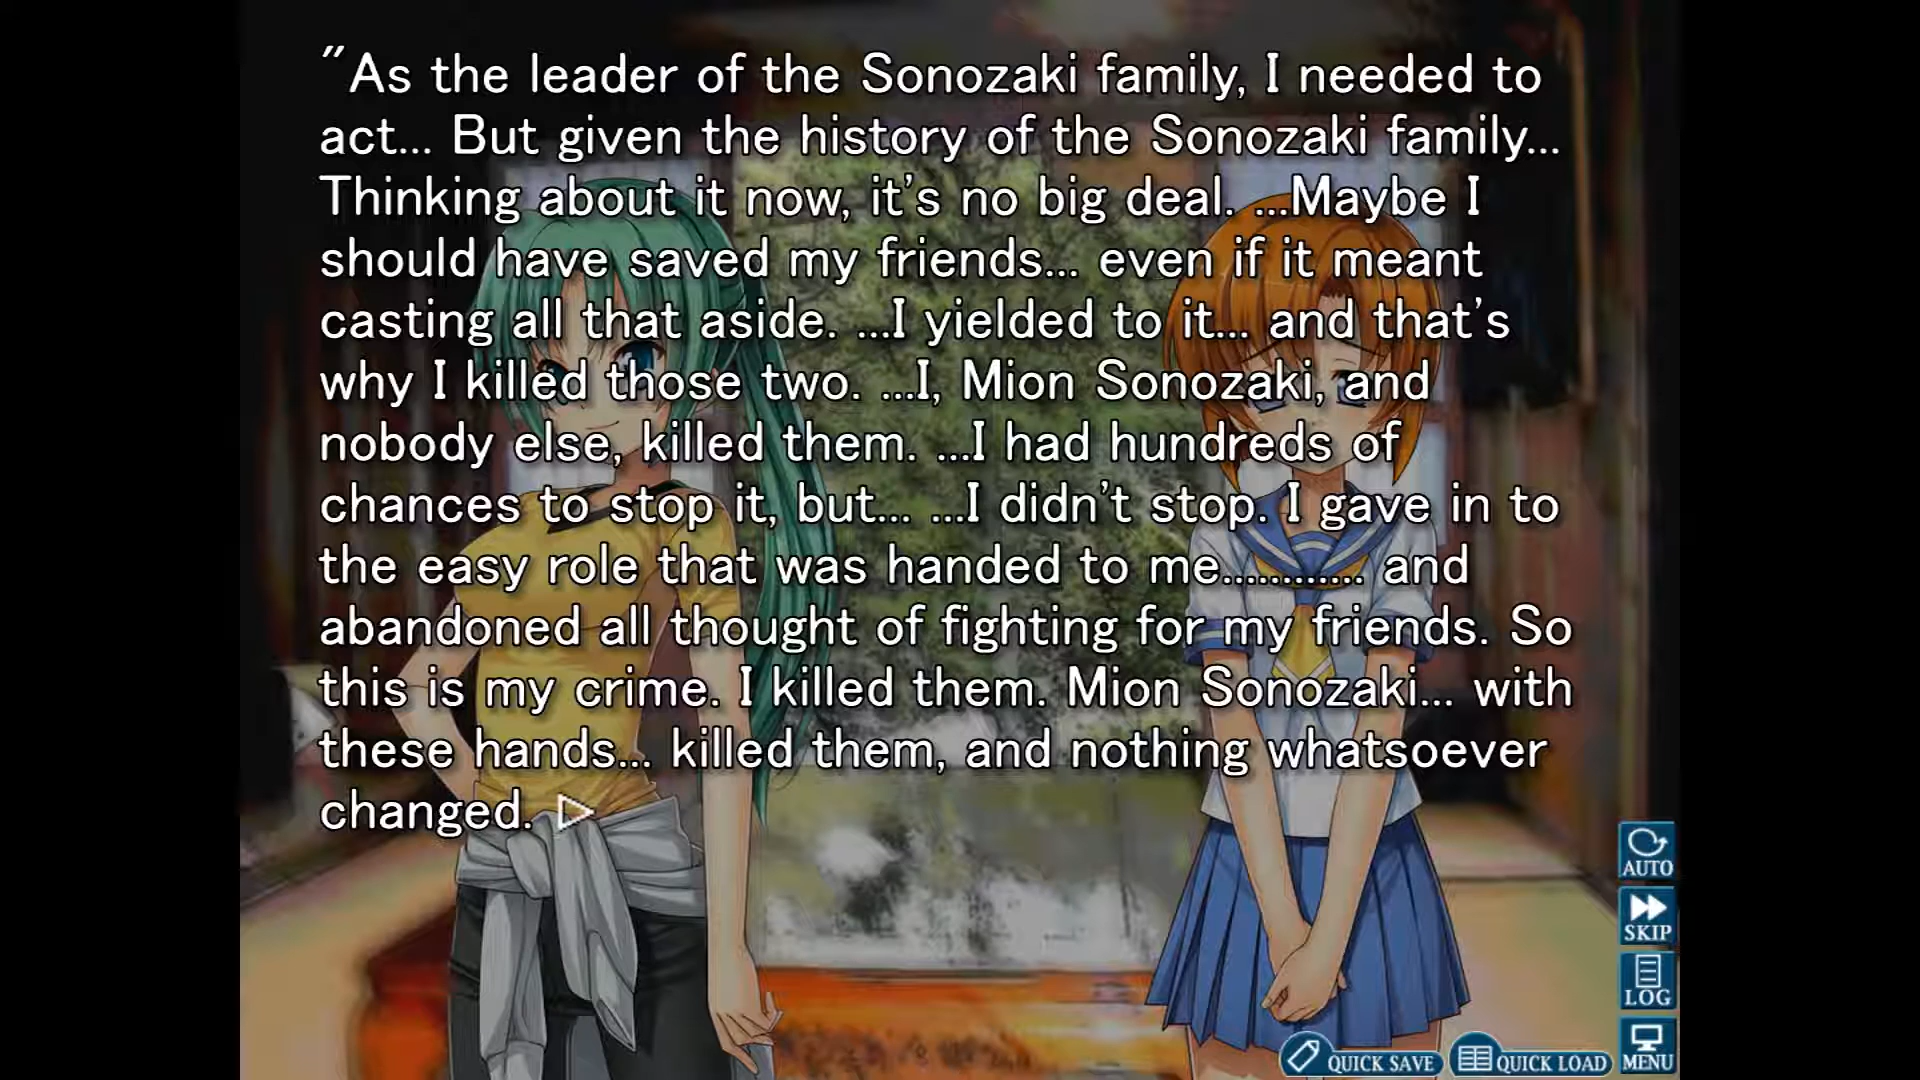 "As the leader of the Sonozaki family, I needed to
act... But given the history of the Sonozaki family...
Thinking about it now, it's no big deal. ...Maybe I
should have saved my friends... even if it meant
casting all that aside. ...I yielded to it... and that's
why I killed those two. ...I, Mion Sonozaki, and
nobody else, killed them. ...I had hundreds of
chances to stop it, but... ...I didn't stop. I gave in to
the easy role that was handed to me............ and
abandoned all thought of fighting for my friends. So
this is my crime. I killed them. Mion Sonozaki... with
these hands... killed them, and nothing whatsoever
changed.
AUTO
SKIP
LOG
MENU
QUICK SAVE
QUICK LOAD